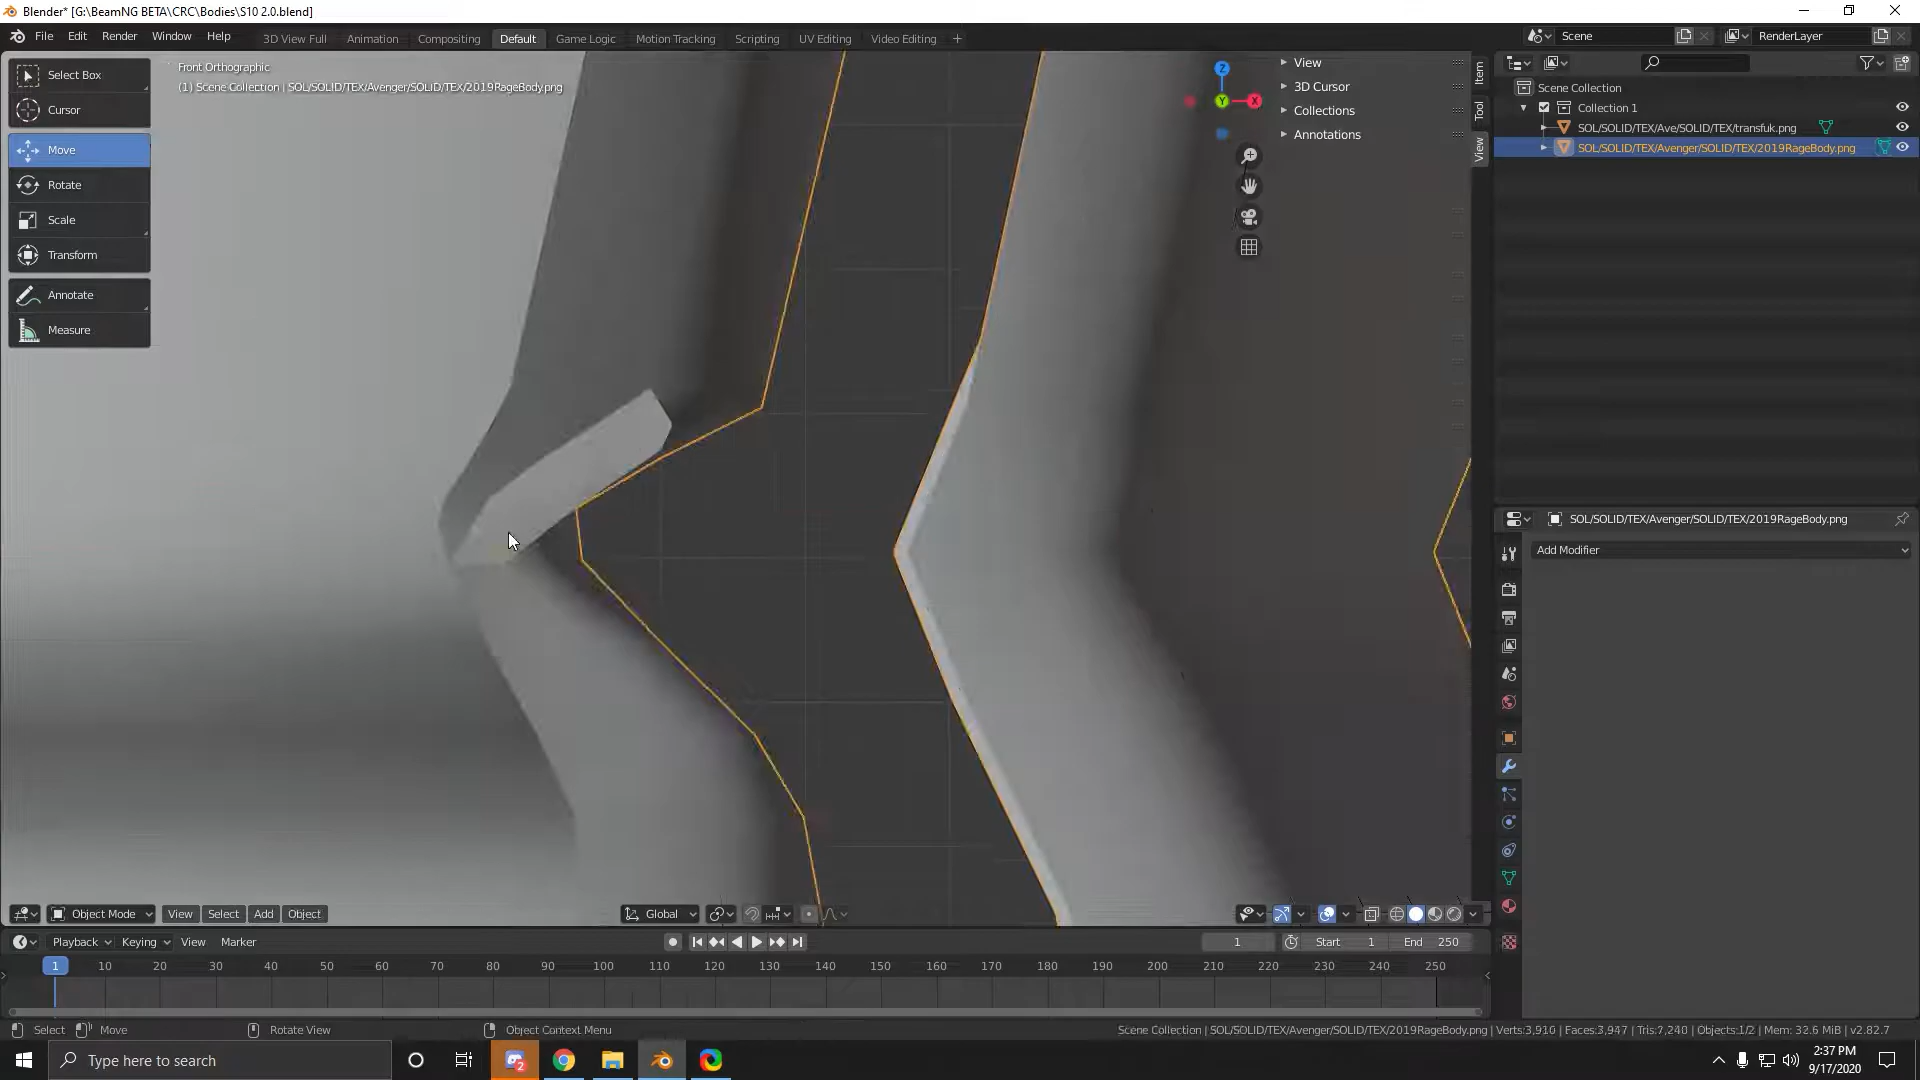 Blender* [G:\BeamNG BETA\CRC\Bodies\S10 2.0.blend]
File Edit Render Window Help 3D View Full Animation Compositing Default Game Logic Motion Tracking Scripting UV Editing Video Editing + Scene RenderLayer
Select Box
Cursor
Move
Rotate
Scale
Transform
Annotate
Measure
Front Orthographic
(1) Scene Collection | SOL/SOLID/TEX/Avenger/SOLID/TEX/2019RageBody.png
Z
Y
X
View
3D Cursor
Collections
Annotations
Item
Tool
View
Scene Collection
Collection 1
SOL/SOLID/TEX/Ave/SOLID/TEX/transfuk.png
SOL/SOLID/TEX/Avenger/SOLID/TEX/2019RageBody.png
SOL/SOLID/TEX/Avenger/SOLID/TEX/2019RageBody.png
Add Modifier
Object Mode View Select Add Object Global
Playback Keying View Marker 1 Start 1 End 250
1 10 20 30 40 50 60 70 80 90 100 110 120 130 140 150 160 170 180 190 200 210 220 230 240 250
Select Move Rotate View Object Context Menu Scene Collection | SOL/SOLID/TEX/Avenger/SOLID/TEX/2019RageBody.png | Verts:3,910 | Faces:3,947 | Tris:7,240 | Objects:1/2 | Mem: 32.6 MiB | v2.82.7
Type here to search
2
2:37 PM
9/17/2020